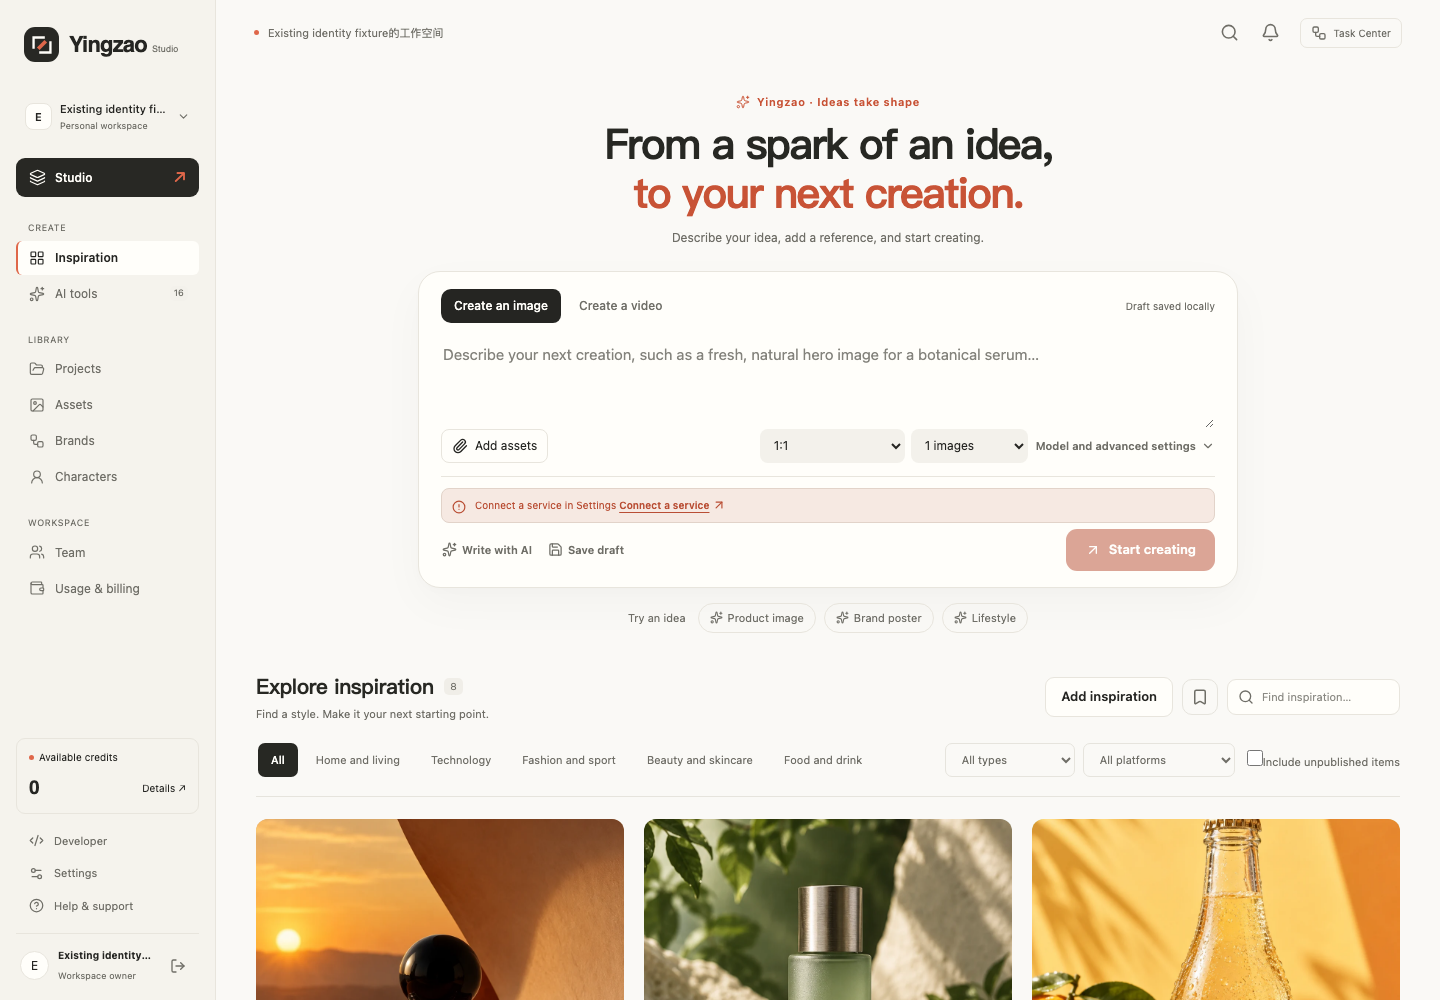 Yingzao Studio
E
Existing identity fi...
Personal workspace
Studio
CREATE
Inspiration
AI tools
16
LIBRARY
Projects
Assets
Brands
Characters
WORKSPACE
Team
Usage & billing
Available credits
0
Details
Developer
Settings
Help & support
E
Existing identity...
Workspace owner
Existing identity fixture的工作空间
Task Center
Yingzao · Ideas take shape
From a spark of an idea,
to your next creation.
Describe your idea, add a reference, and start creating.
Create an image
Create a video
Draft saved locally
Describe your next creation, such as a fresh, natural hero image for a botanical serum...
Add assets
1:1
1 images
Model and advanced settings
Connect a service in Settings Connect a service
Write with AI
Save draft
Start creating
Try an idea
Product image
Brand poster
Lifestyle
Explore inspiration
8
Find a style. Make it your next starting point.
Add inspiration
Find inspiration...
All
Home and living
Technology
Fashion and sport
Beauty and skincare
Food and drink
All types
All platforms
Include unpublished items